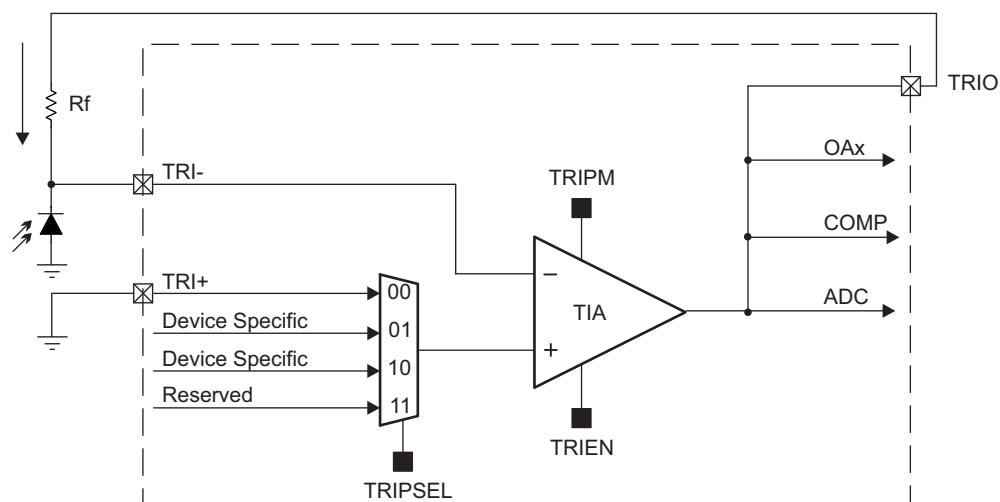 TRIO
Rf
OAx
TRI-
TRIPM
COMP
TRI+
00
−
TIA
ADC
Device Specific
01
+
Device Specific
10
Reserved
11
TRIEN
TRIPSEL